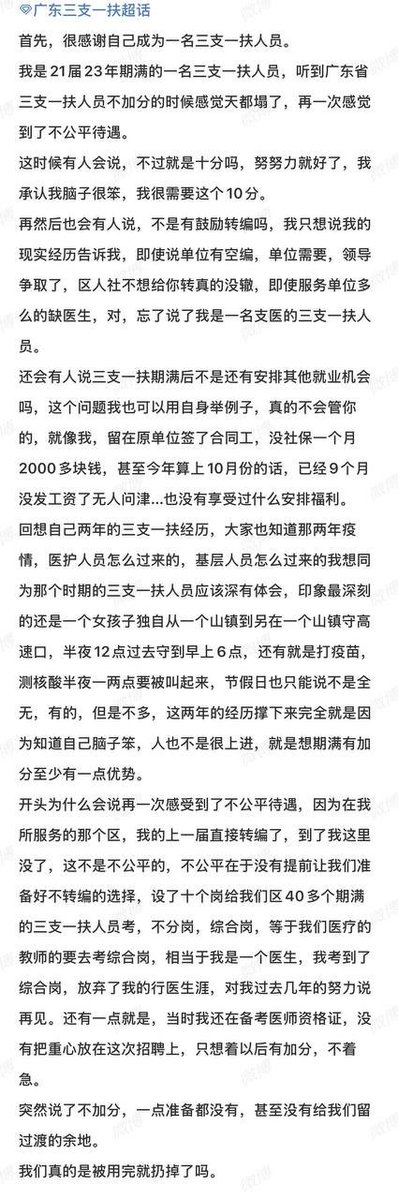 广东三支一扶超话
首先，很感谢自己成为一名三支一扶人员。
我是21届23年期满的一名三支一扶人员，听到广东省
三支一扶人员不加分的时候感觉天都塌了，再一次感觉
到了不公平待遇。
这时候有人会说，不过就是十分吗，努努力就好了，我
承认我脑子很笨，我很需要这个10分。
再然后也会有人说，不是有鼓励转编吗，我只想说我的
现实经历告诉我，即使说单位有空编，单位需要，领导
争取了，区人社不想给你转真的没辙，即使服务单位多
么的缺医生，对，忘了说了我是一名支医的三支一扶人
员。
还会有人说三支一扶期满后不是还有安排其他就业机会
吗，这个问题我也可以用自身举例子，真的不会管你
的，就像我，留在原单位签了合同工，没社保一个月
2000多块钱，甚至今年算上10月份的话，已经9个月
没发工资了无人问津...也没有享受过什么安排福利。
回想自己两年的三支一扶经历，大家也知道那两年疫
情，医护人员怎么过来的，基层人员怎么过来的我想同
为那个时期的三支一扶人员应该深有体会，印象最深刻
的还是一个女孩子独自从一个山镇到另在一个山镇守高
速口，半夜12点过去守到早上6点，还有就是打疫苗，
测核酸半夜一两点要被叫起来，节假日也只能说不是全
无，有的，但是不多，这两年的经历撑下来完全就是因
为知道自己脑子笨，人也不是很上进，就是想期满有加
分至少有一点优势。
开头为什么会说再一次感受到了不公平待遇，因为在我
所服务的那个区，我的上一届直接转编了，到了我这里
没了，这不是不公平的，不公平在于没有提前让我们准
备好不转编的选择，设了十个岗给我们区40多个期满
的三支一扶人员考，不分岗，综合岗，等于我们医疗的
教师的要去考综合岗，相当于我是一个医生，我考到了
综合岗，放弃了我的行医生涯，对我过去几年的努力说
再见。还有一点就是，当时我还在备考医师资格证，没
有把重心放在这次招聘上，只想着以后有加分，不着
急。
突然说了不加分，一点准备都没有，甚至没有给我们留
过渡的余地。
我们真的是被用完就扔掉了吗。